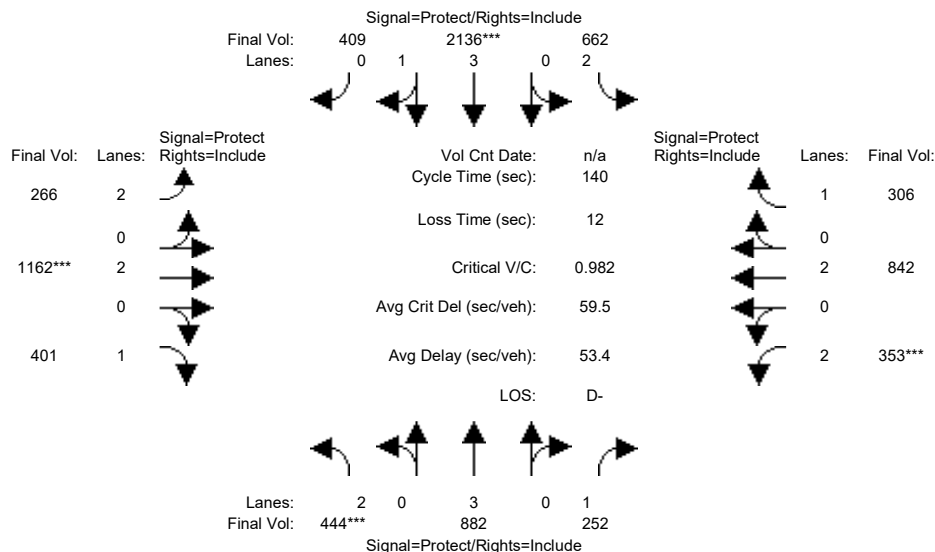 Signal=Protect/Rights=Include
Final Vol: 409 2136*** 662
Lanes: 0 1 3 0 2
Signal=Protect Signal=Protect
Final Vol: Lanes: Rights=Include Vol Cnt Date: n/a Rights=Include Lanes: Final Vol:
Cycle Time (sec): 140
266 2 1 306
Loss Time (sec): 12
0 0
1162*** 2 Critical V/C: 0.982 2 842
0 Avg Crit Del (sec/veh): 59.5 0
401 1 Avg Delay (sec/veh): 53.4 2 353***
LOS: D-
Lanes: 2 0 3 0 1
Final Vol: 444*** 882 252
Signal=Protect/Rights=Include